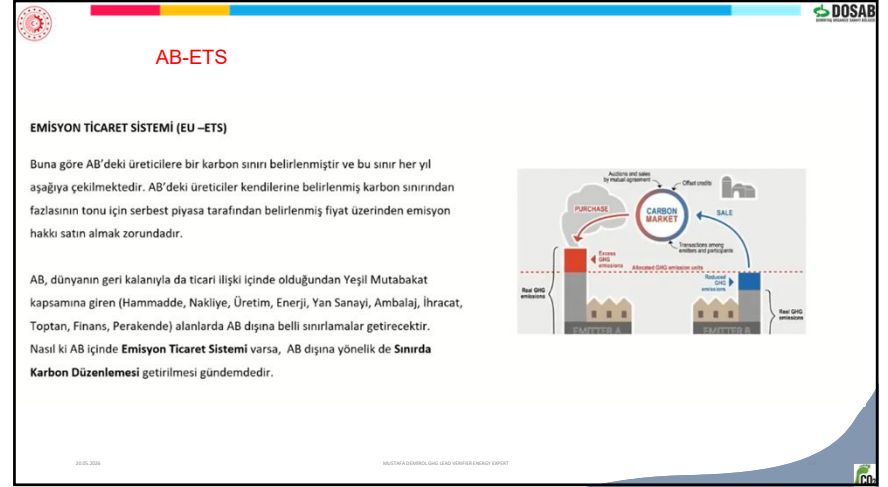 DOSAB
AB-ETS
EMİSYON TİCARET SİSTEMİ (EU –ETS)
Buna göre AB’deki üreticilere bir karbon sınırı belirlenmiştir ve bu sınır her yıl
aşağıya çekilmektedir. AB’deki üreticiler kendilerine belirlenmiş karbon sınırından
fazlasının tonu için serbest piyasa tarafından belirlenmiş fiyat üzerinden emisyon
hakkı satın almak zorundadır.
AB, dünyanın geri kalanıyla da ticari ilişki içinde olduğundan Yeşil Mutabakat
kapsamına giren (Hammadde, Nakliye, Üretim, Enerji, Yan Sanayi, Ambalaj, İhracat,
Toptan, Finans, Perakende) alanlarda AB dışına belli sınırlamalar getirecektir.
Nasıl ki AB içinde Emisyon Ticaret Sistemi varsa, AB dışına yönelik de Sınırda
Karbon Düzenlemesi getirilmesi gündemdedir.
Auctions and sales
by mutual agreement
Offset credits
PURCHASE
CARBON
MARKET
SALE
Transactions among
emitters and participants
Excess
GHG
emissions
Allocated GHG emission units
Reduced
GHG
emissions
Real GHG
emissions
Real GHG
emissions
EMITTER A
EMITTER B
20.05.2026
MUSTAFA DEMIROL GHG LEAD VERIFIER ENERGY EXPERT
CO₂